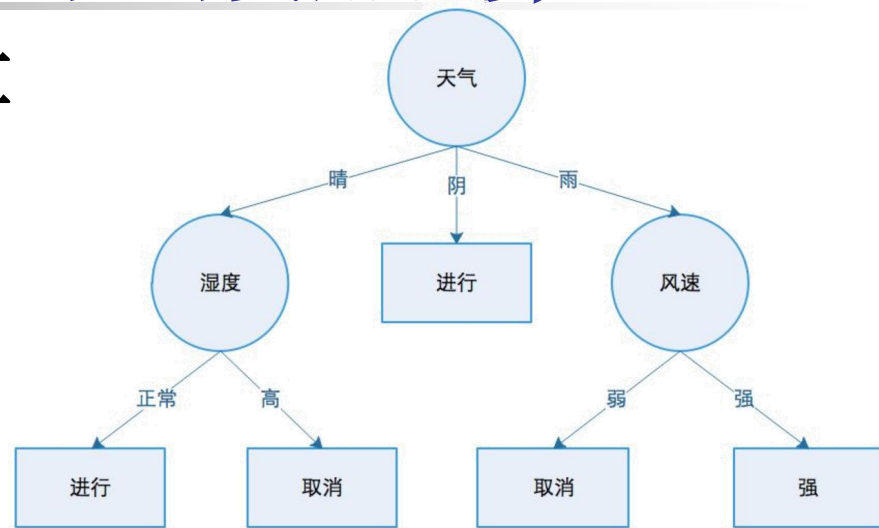 天气
晴
阴
雨
湿度
进行
风速
正常
高
弱
强
进行
取消
取消
强